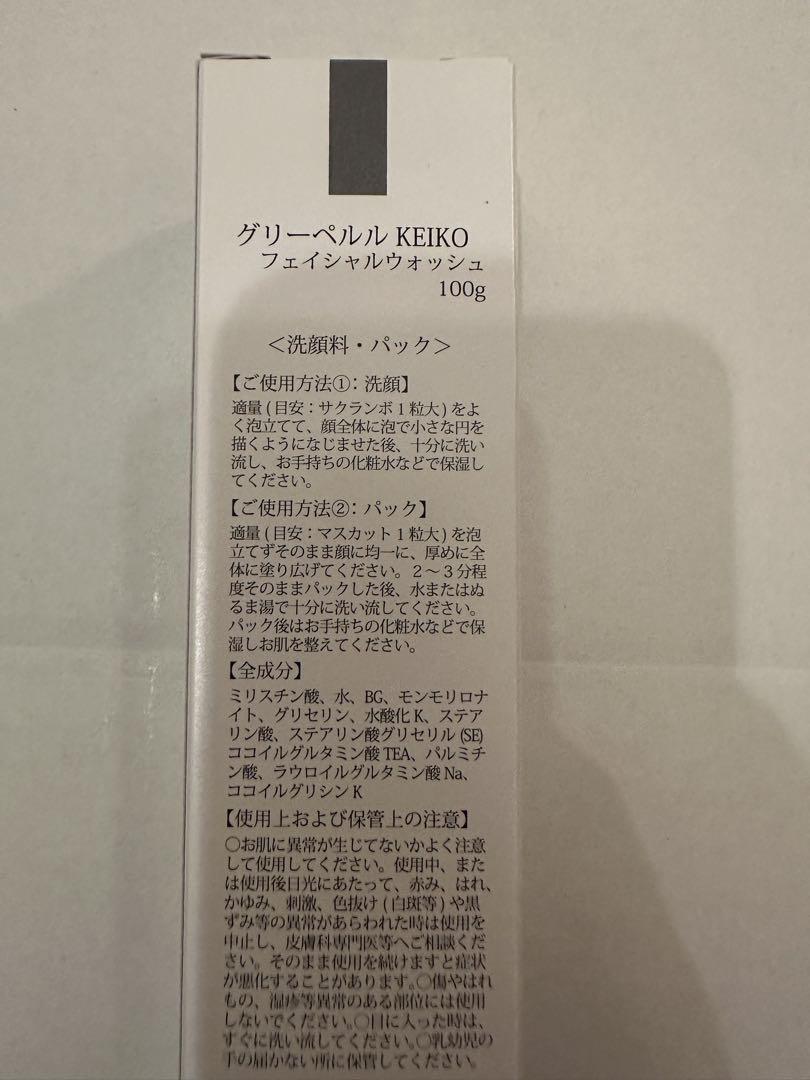 グリーペルル KEIKO
フェイシャルウォッシュ
100g
＜洗顔料・パック＞
【ご使用方法①：洗顔】
適量 ( 目安：サクランボ 1 粒大 ) をよ
く泡立てて、顔全体に泡で小さな円を
描くようになじませた後、十分に洗い
流し、お手持ちの化粧水などで保湿し
てください。
【ご使用方法②：パック】
適量 ( 目安：マスカット 1 粒大 ) を泡
立てずそのまま顔に均一に、厚めに全
体に塗り広げてください。２～３分程
度そのままパックした後、水またはぬ
るま湯で十分に洗い流してください。
パック後はお手持ちの化粧水などで保
湿しお肌を整えてください。
【全成分】
ミリスチン酸、水、BG、モンモリロナ
イト、グリセリン、水酸化 K、ステア
リン酸、ステアリン酸グリセリル (SE)
ココイルグルタミン酸 TEA、パルミチ
ン酸、ラウロイルグルタミン酸 Na、
ココイルグリシン K
【使用上および保管上の注意】
〇お肌に異常が生じてないかよく注意
して使用してください。使用中、また
は使用後日光にあたって、赤み、はれ、
かゆみ、刺激、色抜け ( 白斑等 ) や黒
ずみ等の異常があらわれた時は使用を
中止し、皮膚科専門医等へご相談くだ
さい。そのまま使用を続けますと症状
が悪化することがあります。〇傷やはれ
もの、湿疹等異常のある部位には使用
しないでください。〇目に入った時は、
すぐに洗い流してください。〇乳幼児の
手の届かない所に保管してください。